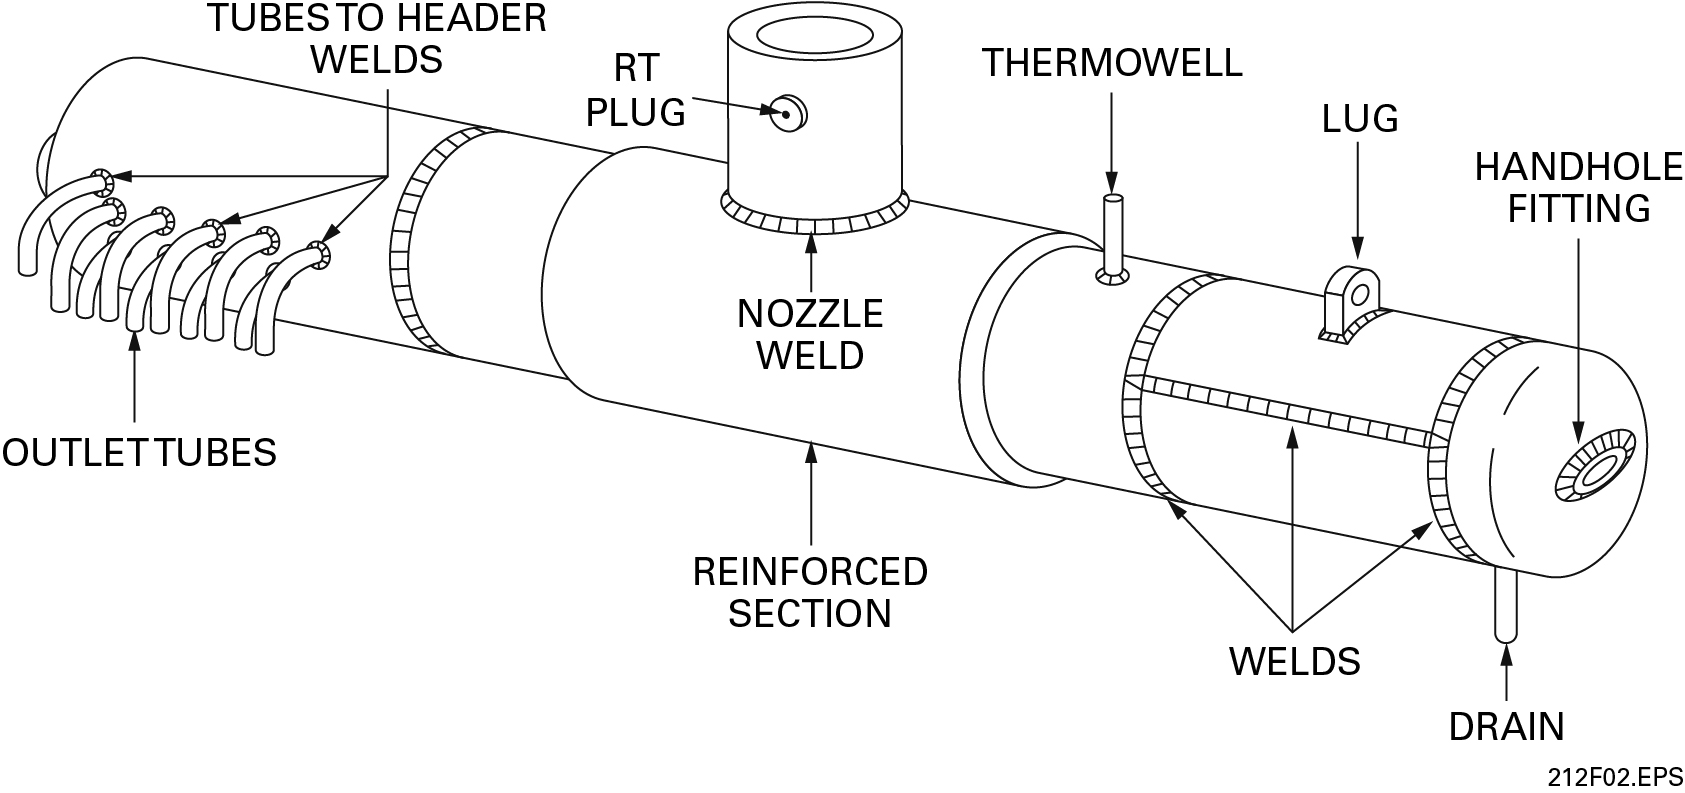 TUBES TO HEADER
WELDS
RT
PLUG
THERMOWELL
LUG
HANDHOLE
FITTING
NOZZLE
WELD
OUTLET TUBES
REINFORCED
SECTION
WELDS
DRAIN
212F02.EPS